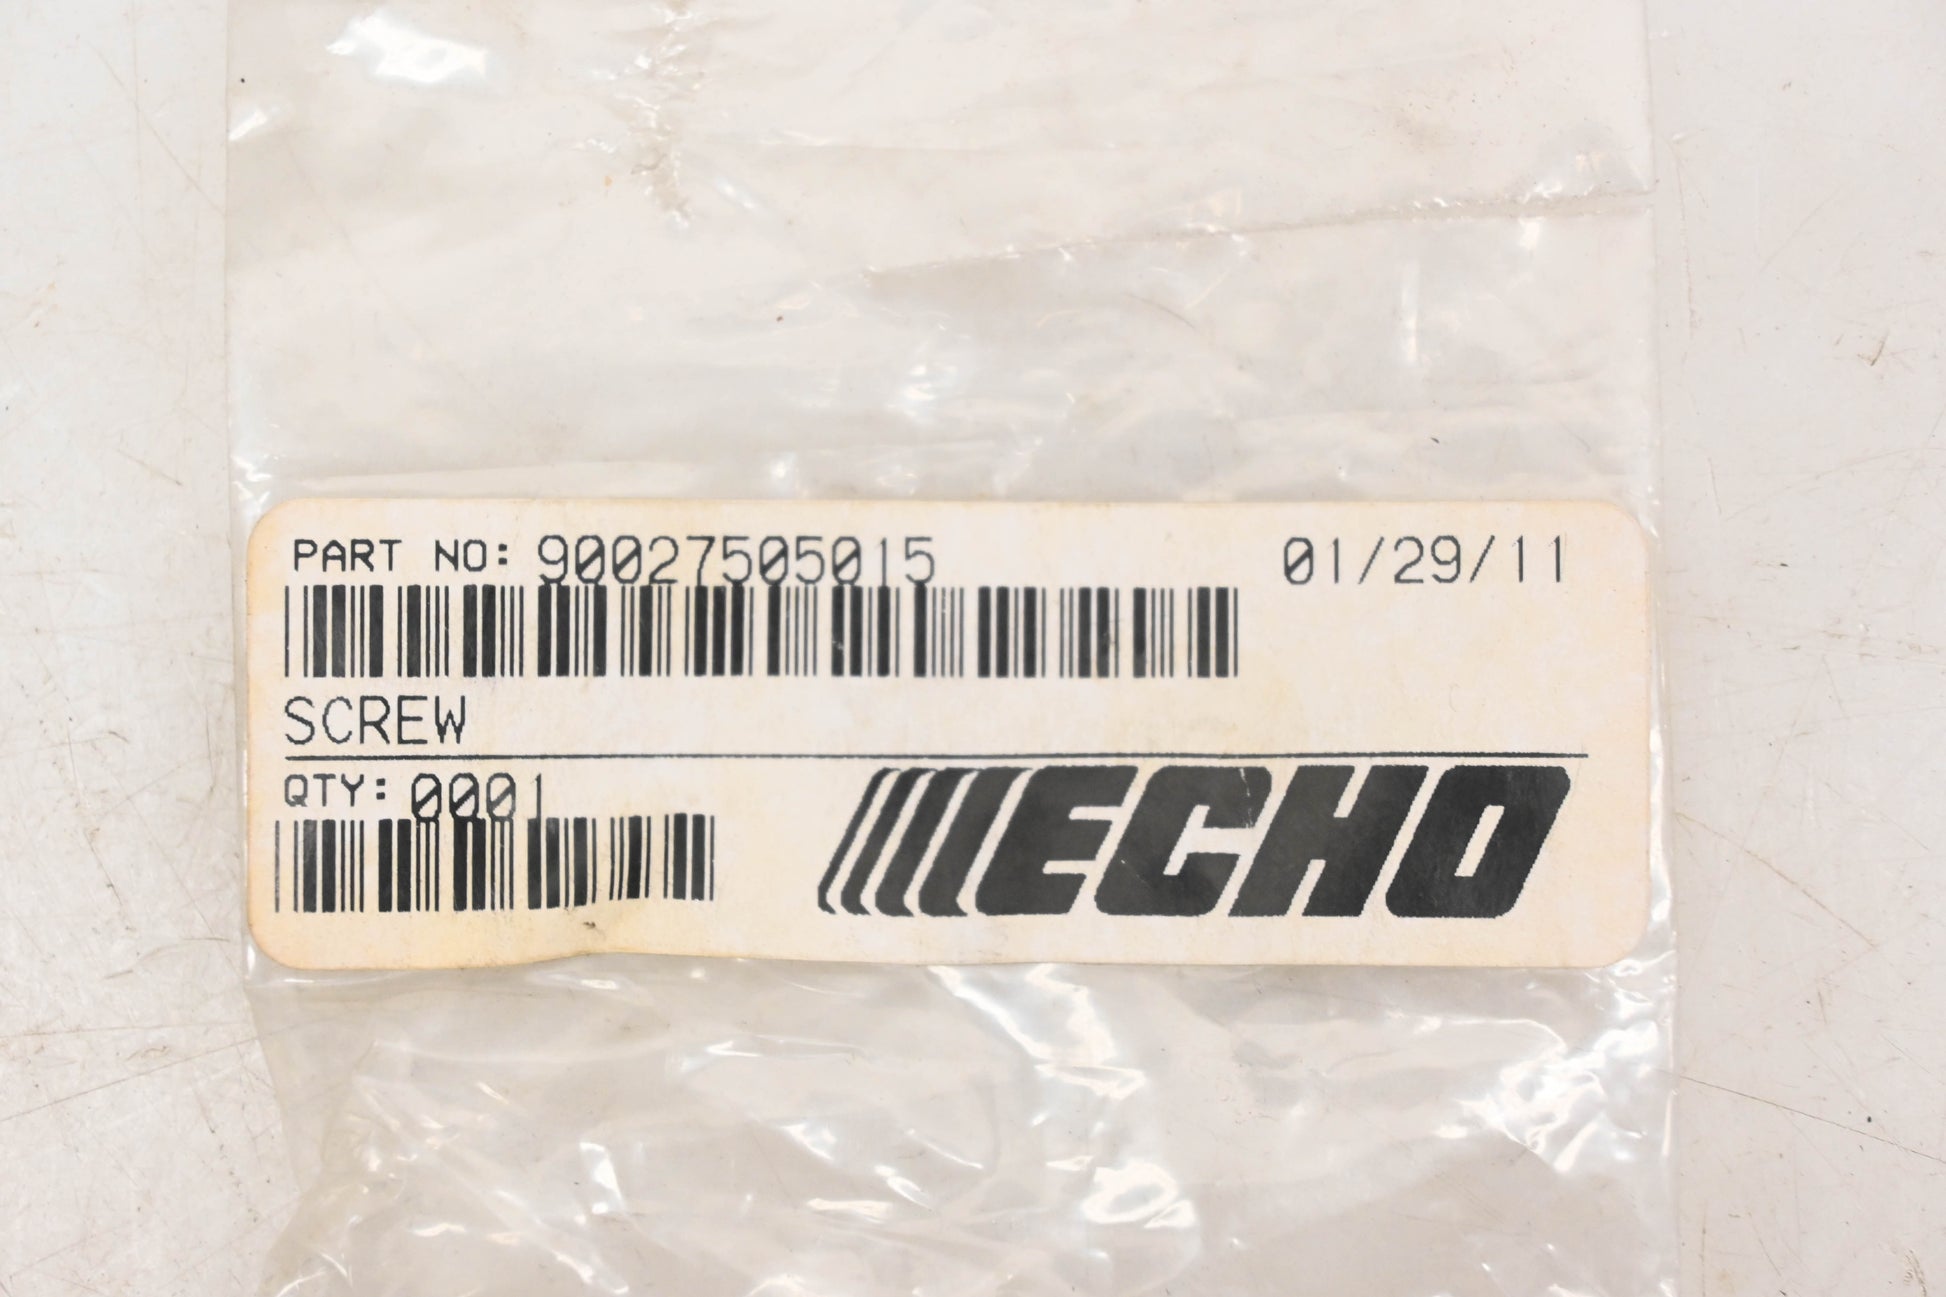 PART NO: 90027505015 01/29/11
SCREW
QTY: 0001
ECHO